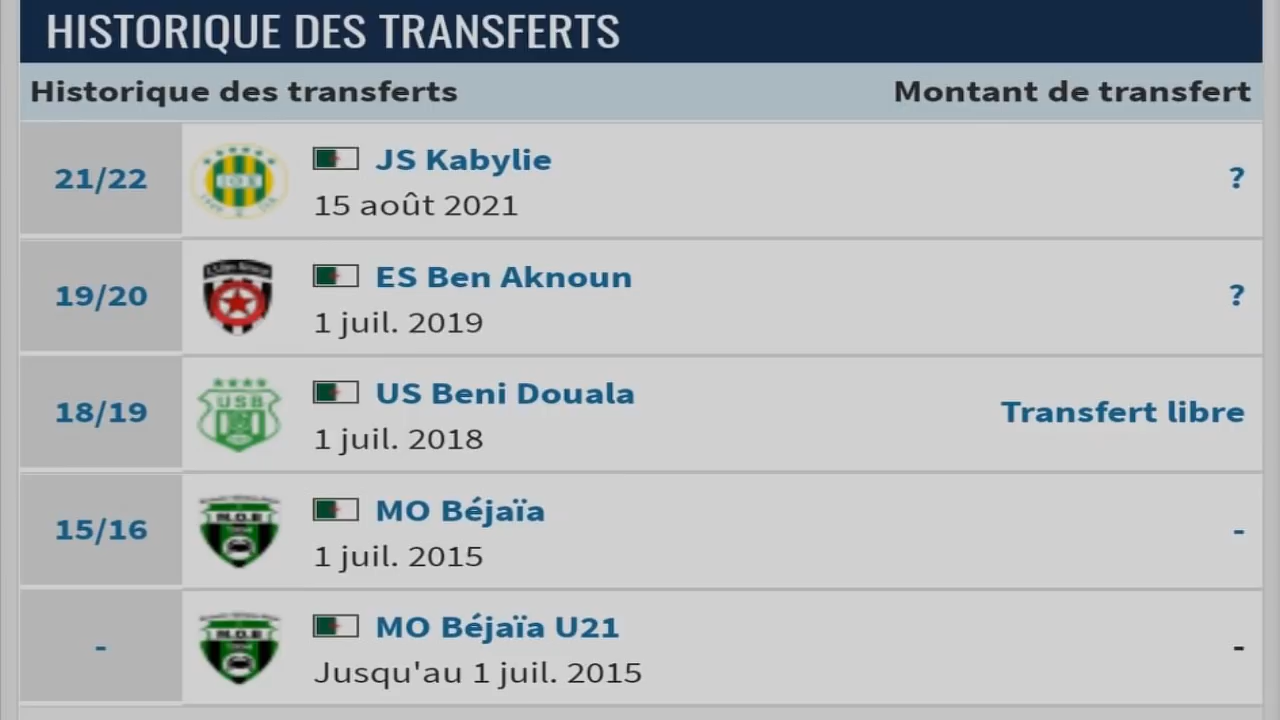 HISTORIQUE DES TRANSFERTS
Historique des transferts Montant de transfert
21/22 JS Kabylie ?
15 août 2021
19/20 ES Ben Aknoun ?
1 juil. 2019
18/19 USB US Beni Douala Transfert libre
1 juil. 2018
15/16 M.O.B MO Béjaïa -
1 juil. 2015
- M.O.B MO Béjaïa U21 -
Jusqu'au 1 juil. 2015